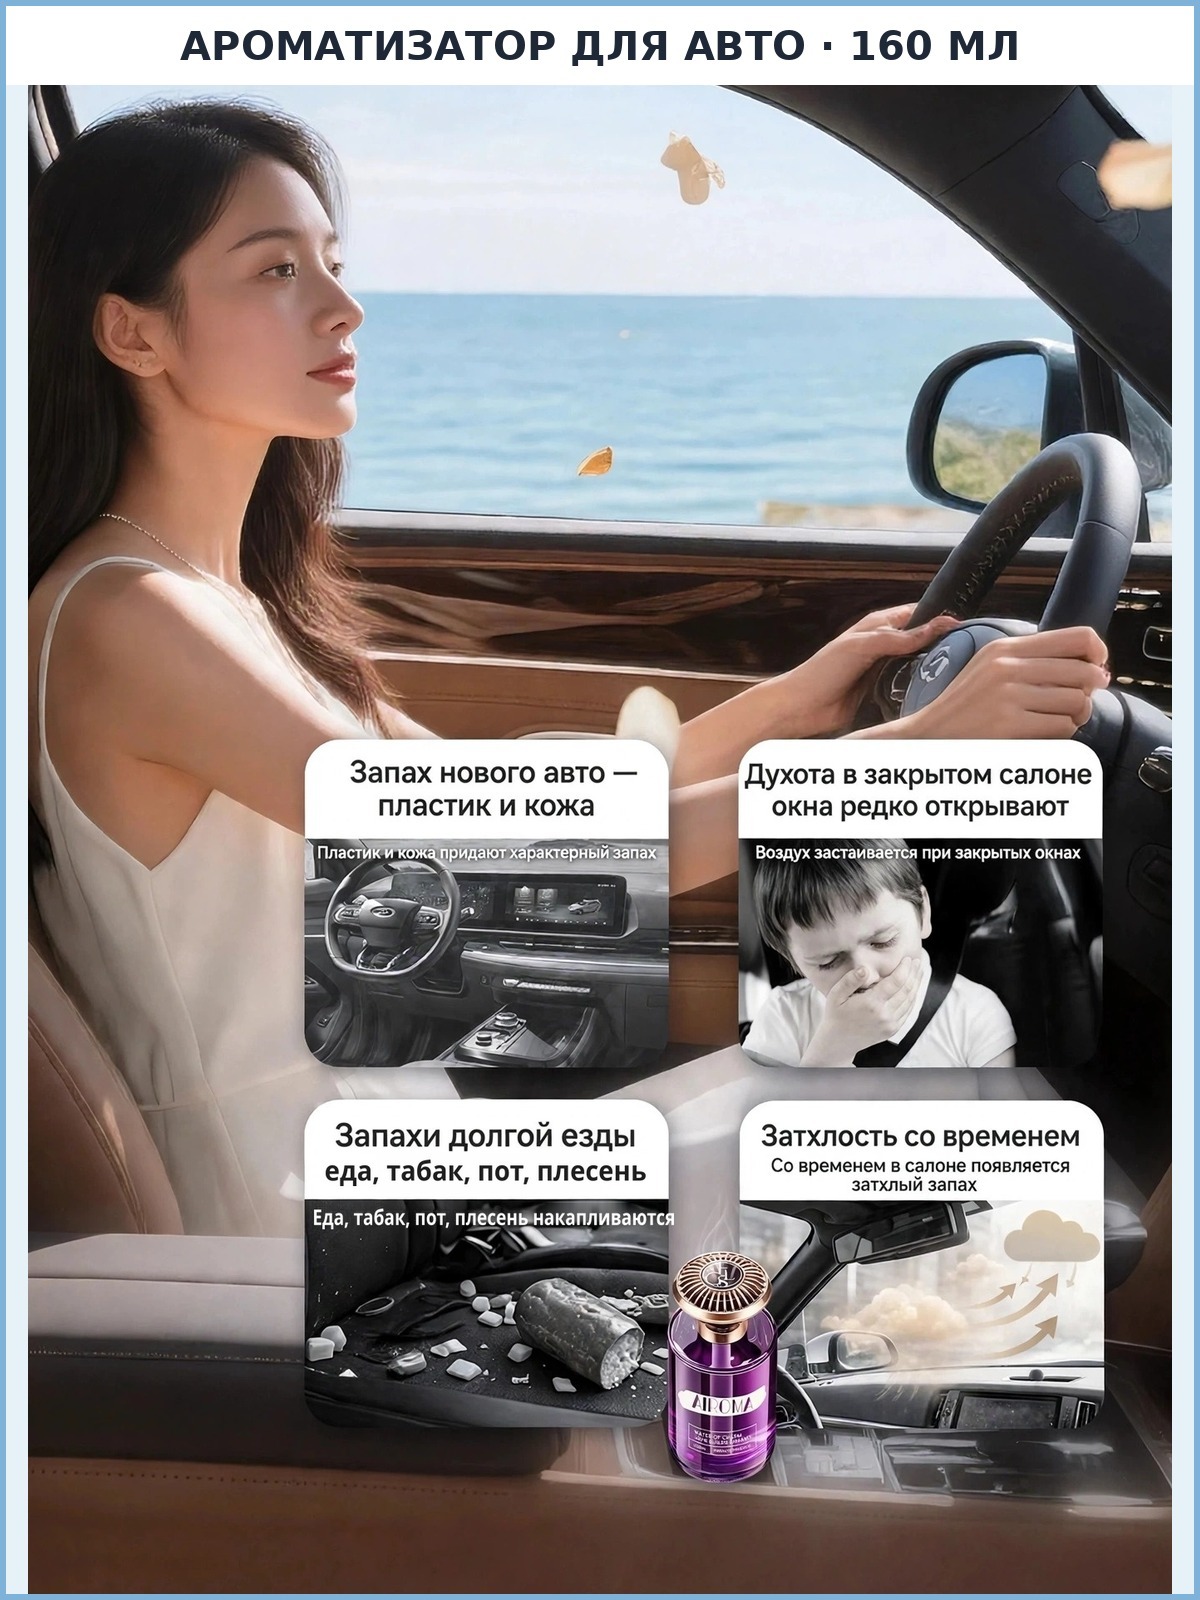 АРОМАТИЗАТОР ДЛЯ АВТО · 160 МЛ
Запах нового авто —
пластик и кожа
Пластик и кожа придают характерный запах
Духота в закрытом салоне
окна редко открывают
Воздух застаивается при закрытых окнах
Запахи долгой езды
еда, табак, пот, плесень
Еда, табак, пот, плесень накапливаются
Затхлость со временем
Со временем в салоне появляется
затхлый запах
AIROMA